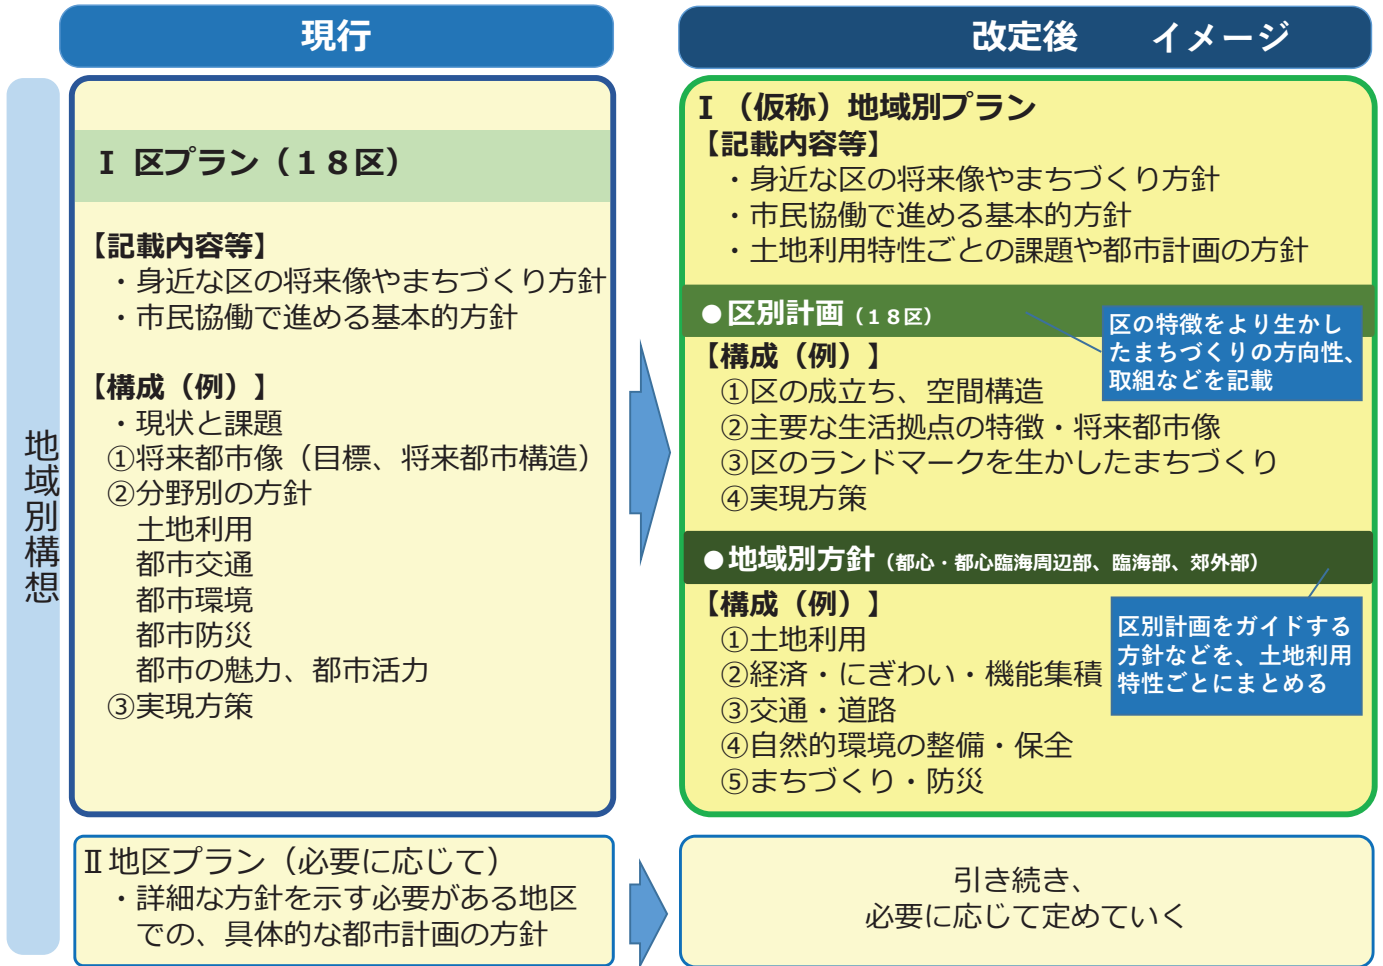 現行
改定後　イメージ
地域別構想
Ⅰ 区プラン（１８区）
【記載内容等】
・身近な区の将来像やまちづくり方針
・市民協働で進める基本的方針
【構成（例）】
・現状と課題
①将来都市像（目標、将来都市構造）
②分野別の方針
土地利用
都市交通
都市環境
都市防災
都市の魅力、都市活力
③実現方策
Ⅱ地区プラン（必要に応じて）
・詳細な方針を示す必要がある地区
での、具体的な都市計画の方針
Ⅰ（仮称）地域別プラン
【記載内容等】
・身近な区の将来像やまちづくり方針
・市民協働で進める基本的方針
・土地利用特性ごとの課題や都市計画の方針
●区別計画（１８区）
区の特徴をより生かし
たまちづくりの方向性、
取組などを記載
【構成（例）】
①区の成立ち、空間構造
②主要な生活拠点の特徴・将来都市像
③区のランドマークを生かしたまちづくり
④実現方策
●地域別方針（都心・都心臨海周辺部、臨海部、郊外部）
【構成（例）】
①土地利用
②経済・にぎわい・機能集積
③交通・道路
④自然的環境の整備・保全
⑤まちづくり・防災
区別計画をガイドする
方針などを、土地利用
特性ごとにまとめる
引き続き、
必要に応じて定めていく